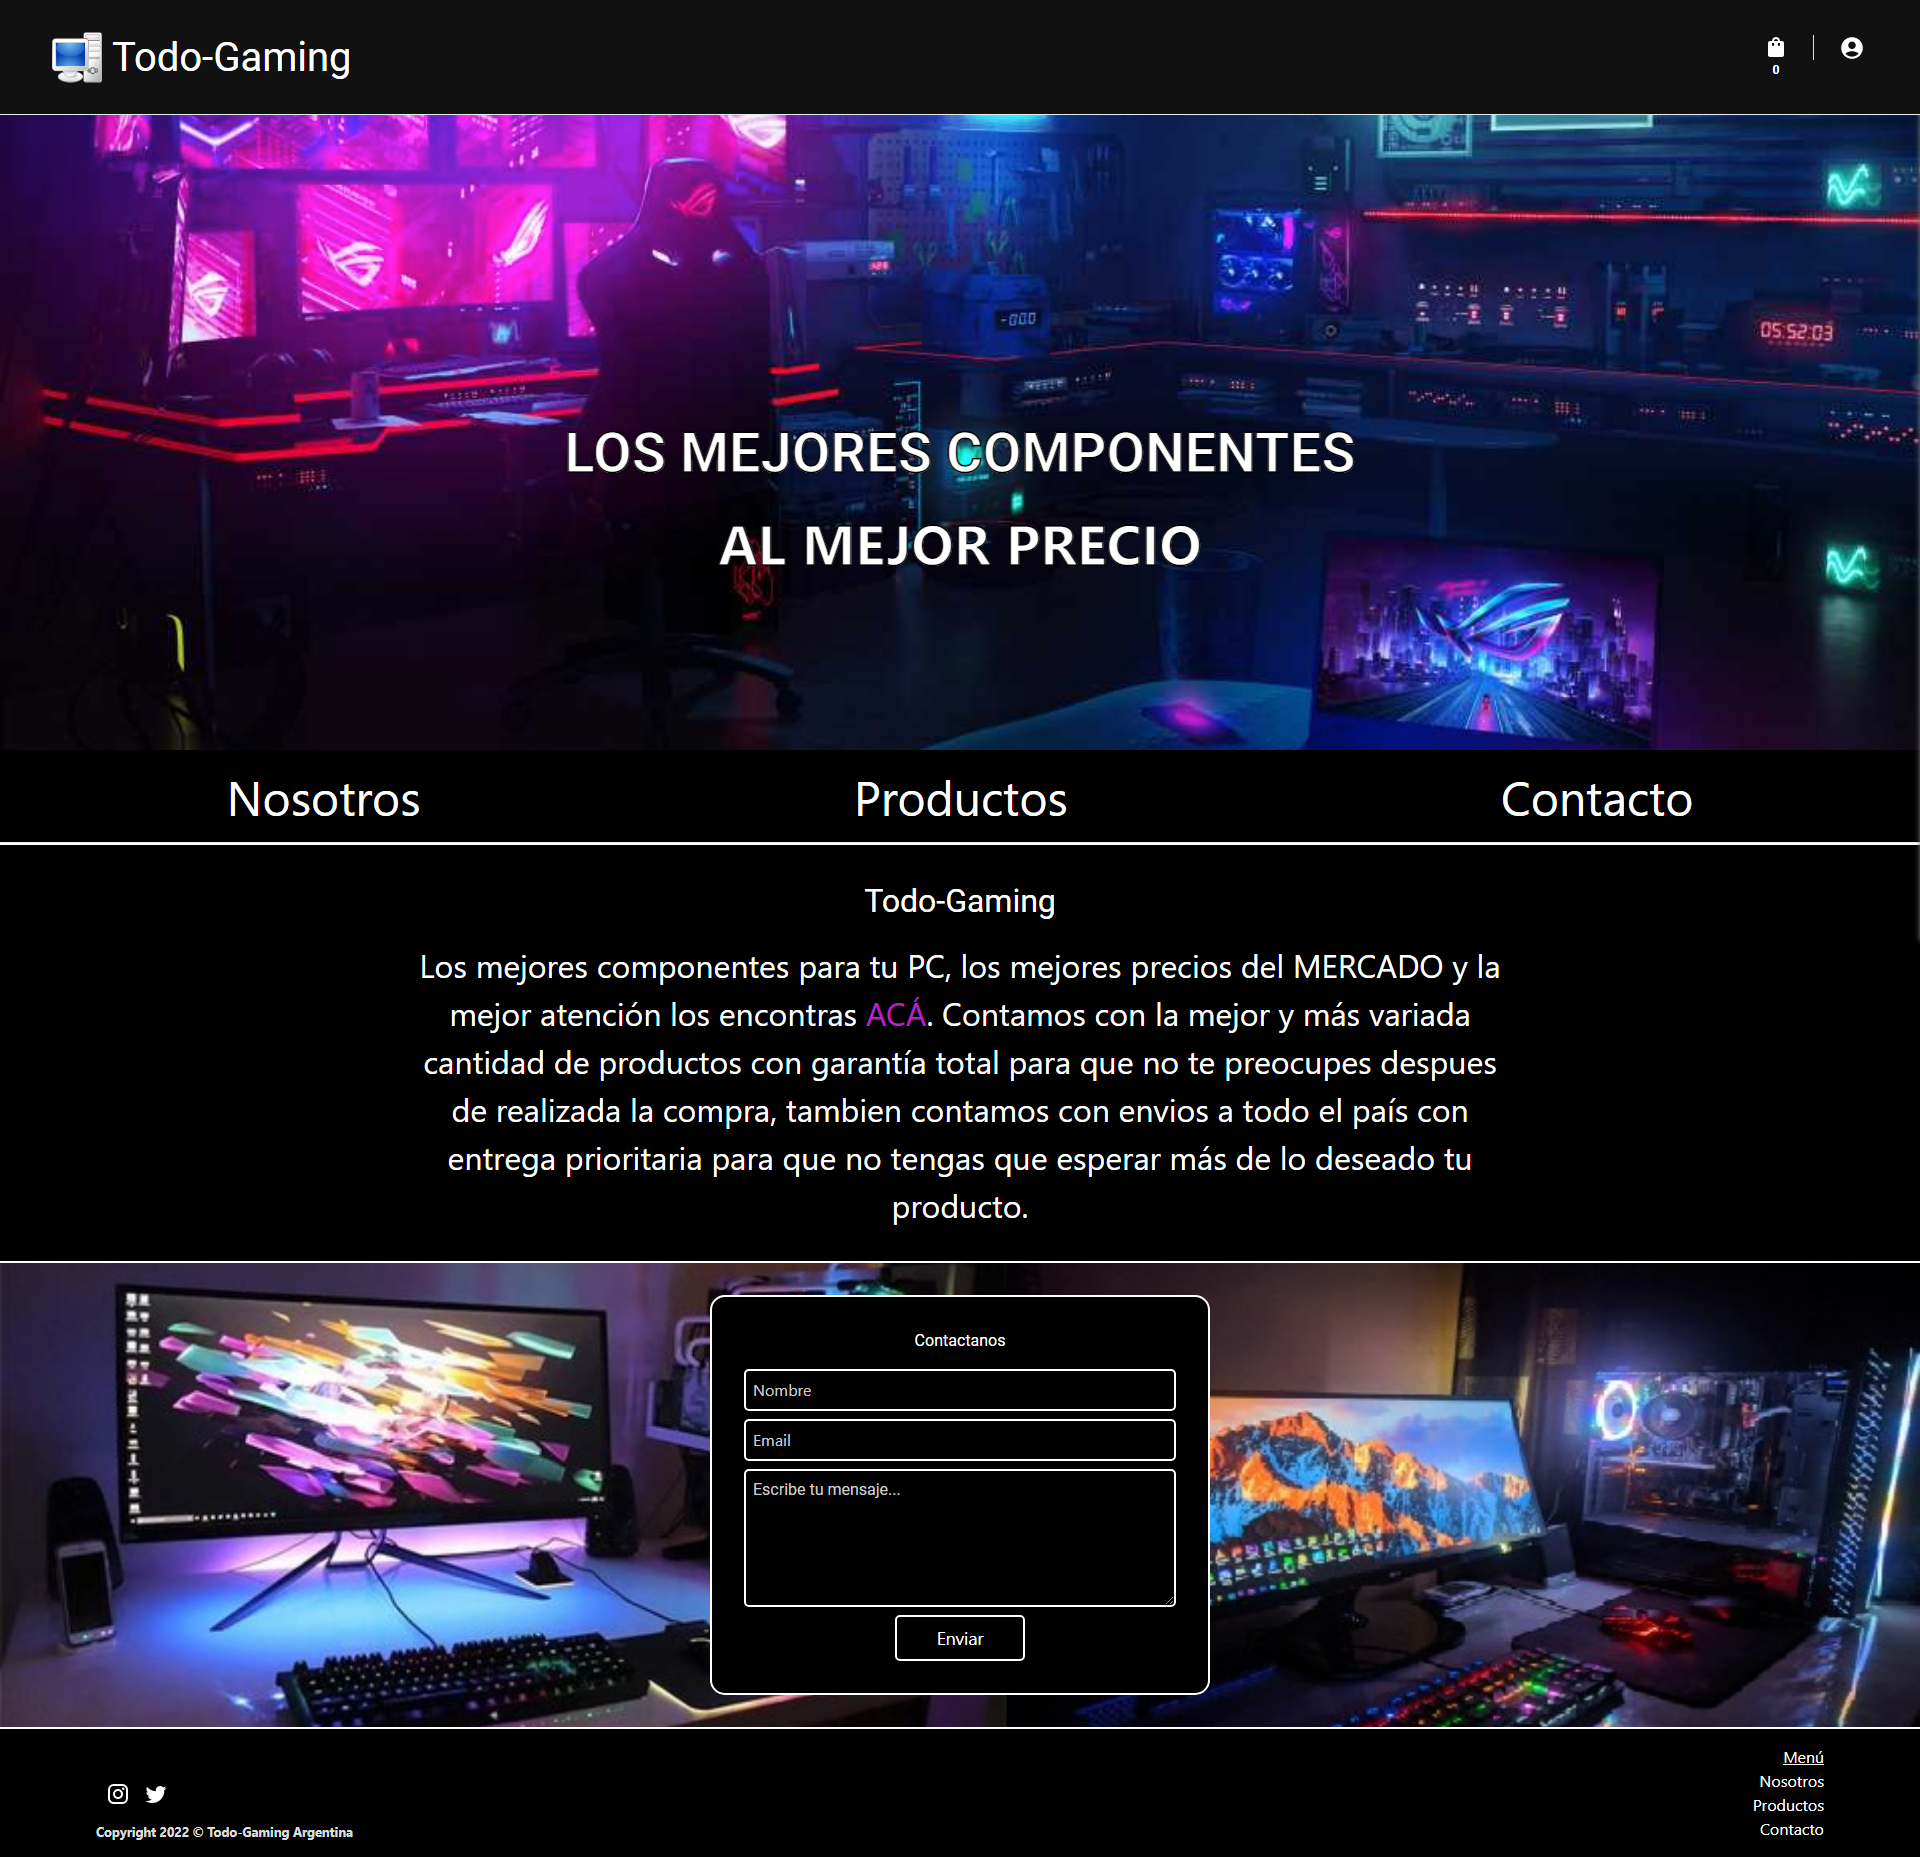 Todo-Gaming
0
-000
05:52:03
LOS MEJORES COMPONENTES
AL MEJOR PRECIO
Nosotros
Productos
Contacto
Todo-Gaming
Los mejores componentes para tu PC, los mejores precios del MERCADO y la
mejor atención los encontras ACÁ. Contamos con la mejor y más variada
cantidad de productos con garantía total para que no te preocupes despues
de realizada la compra, tambien contamos con envios a todo el país con
entrega prioritaria para que no tengas que esperar más de lo deseado tu
producto.
Contactanos
Nombre
Email
Escribe tu mensaje...
Enviar
Menú
Nosotros
Productos
Contacto
Copyright 2022 © Todo-Gaming Argentina